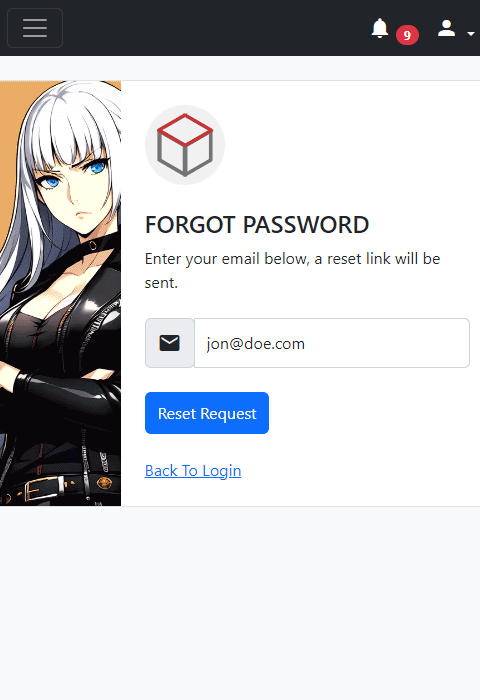 9
FORGOT PASSWORD
Enter your email below, a reset link will be
sent.
jon@doe.com
Reset Request
Back To Login